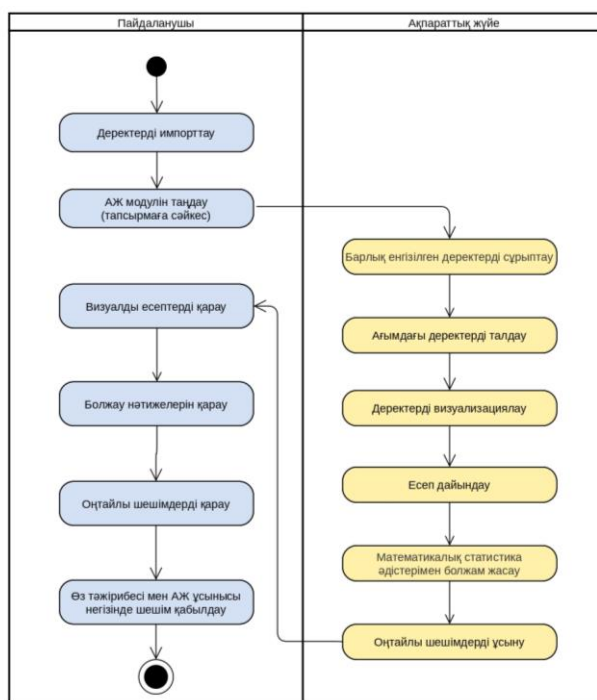 Пайдаланушы
Ақпараттық жүйе
Деректерді импорттау
АЖ модулін таңдау
(тапсырмаға сәйкес)
Барлық енгізілген деректерді сұрыптау
Ағымдағы деректерді талдау
Деректерді визуализациялау
Есеп дайындау
Математикалық статистика
әдістерімен болжам жасау
Оңтайлы шешімдерді ұсыну
Визуалды есептерді қарау
Болжау нәтижелерін қарау
Оңтайлы шешімдерді қарау
Өз тәжірибесі мен АЖ ұсынысы
негізінде шешім қабылдау